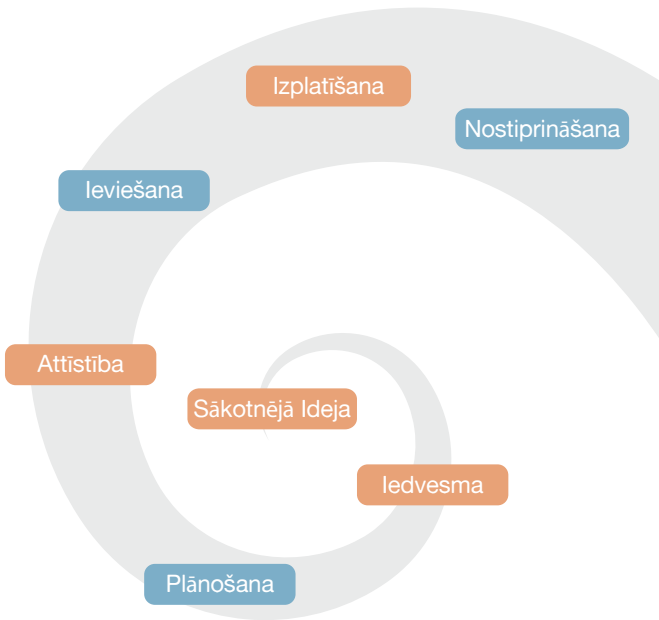 Izplatīšana
Nostiprināšana
Ieviešana
Attīstība
Sākotnējā Ideja
Iedvesma
Plānošana